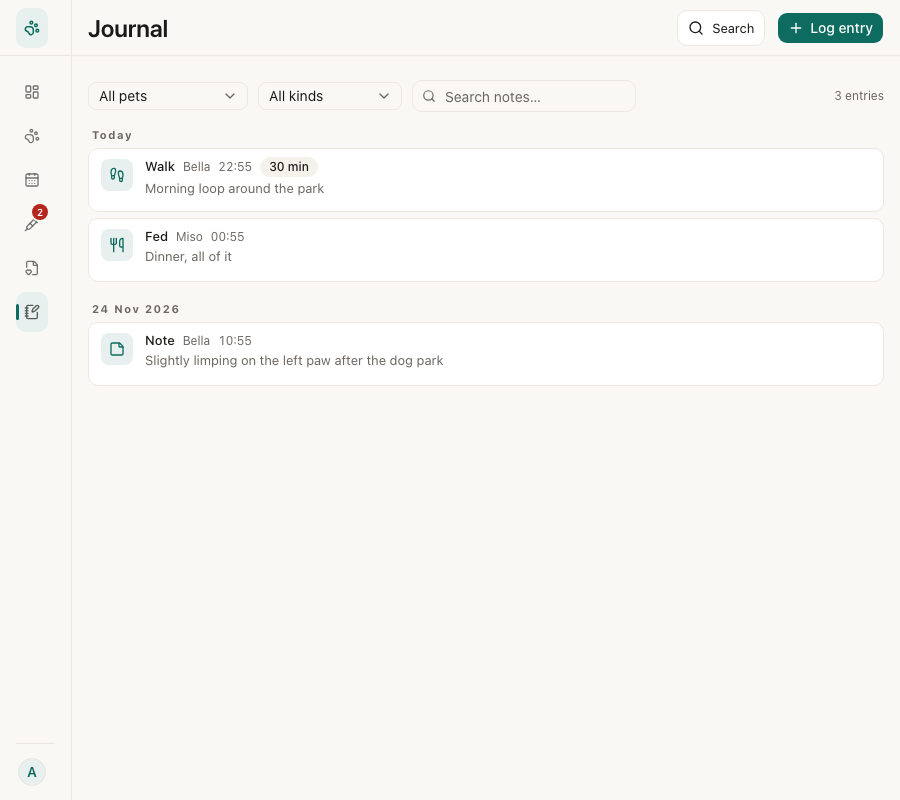 Journal
Search
Log entry
All pets
All kinds
Search notes...
3 entries
Today
Walk Bella 22:55 30 min
Morning loop around the park
2
Fed Miso 00:55
Dinner, all of it
24 Nov 2026
Note Bella 10:55
Slightly limping on the left paw after the dog park
A